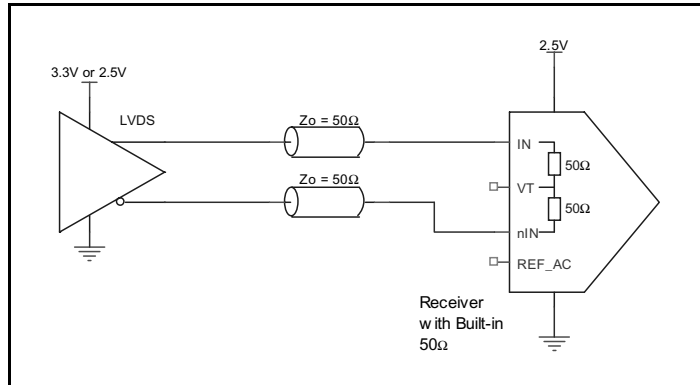 2.5V
3.3V or 2.5V
LVDS
Zo = 50Ω
IN
50Ω
VT
Zo = 50Ω
50Ω
nIN
REF_AC
Receiver
with Built-in
50Ω